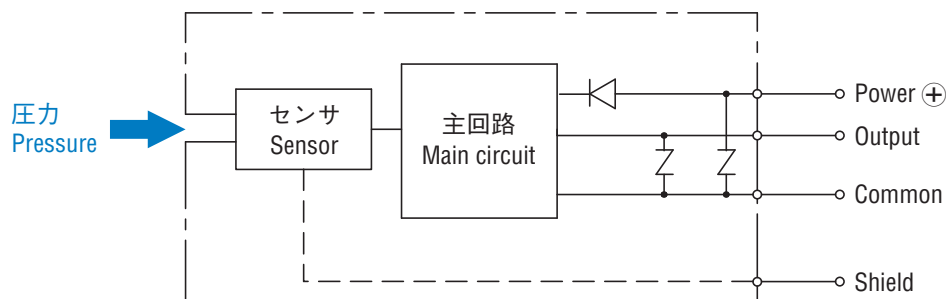 圧力
Pressure
センサ
Sensor
主回路
Main circuit
Power ⊕
Output
Common
Shield